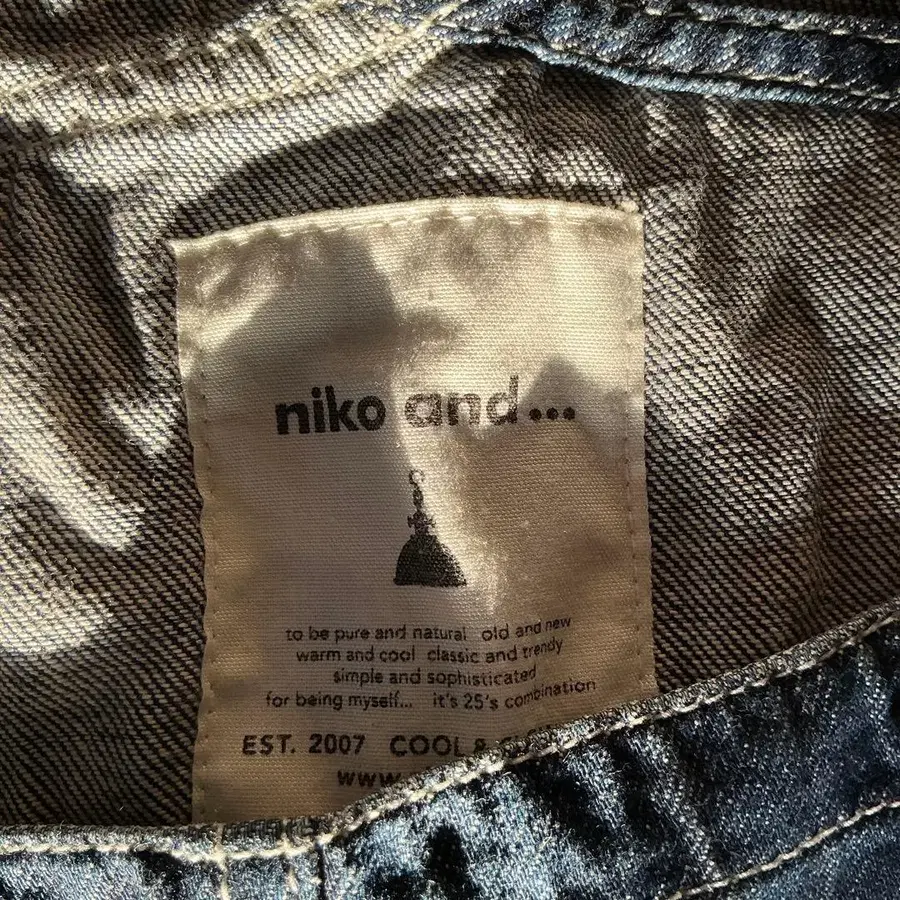 niko and...
to be pure and natural old and new
warm and cool classic and trendy
simple and sophisticated
for being myself... it's 25's combination
EST. 2007 COOL &
www